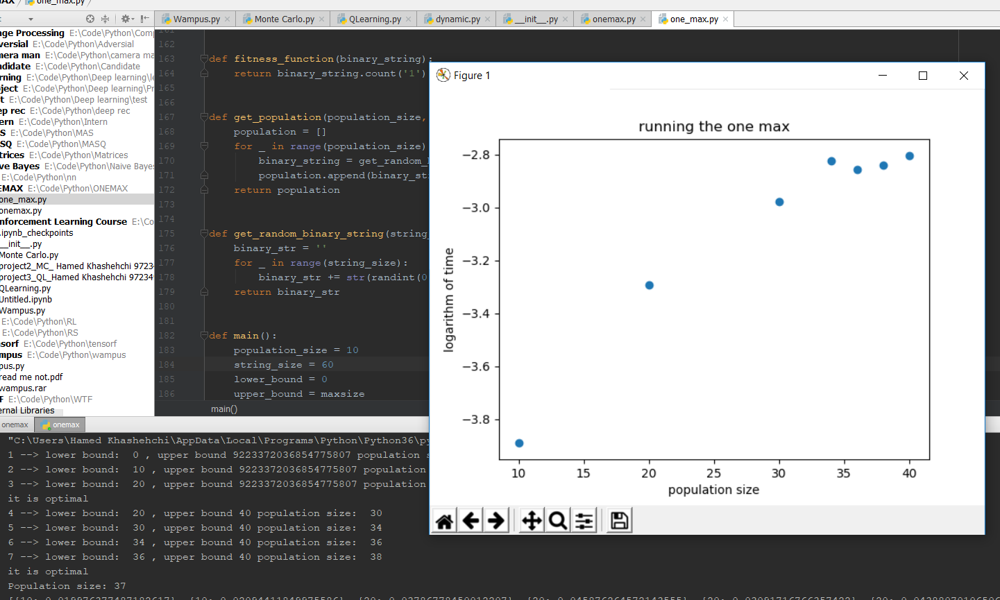 MAX
one_max.py
Wampus.py
Monte Carlo.py
QLearning.py
dynamic.py
__init__.py
onemax.py
one_max.py
age Processing E:\Code\Python\Com
versial E:\Code\Python\Adversial
mera man E:\Code\Python\camera ma
ndidate E:\Code\Python\Candidate
rning E:\Code\Python\Deep learning\le
oject E:\Code\Python\Deep learning\Pr
t E:\Code\Python\Deep learning\test
ep rec E:\Code\Python\deep rec
ern E:\Code\Python\Intern
S E:\Code\Python\MAS
SQ E:\Code\Python\MASQ
trices E:\Code\Python\Matrices
ve Bayes E:\Code\Python\Naive Bayes
E:\Code\Python\nn
EMAX E:\Code\Python\ONEMAX
one_max.py
onemax.py
nforcement Learning Course E:\Co
.ipynb_checkpoints
__init__.py
Monte Carlo.py
project2_MC_ Hamed Khashehchi 9723
project3_QL_Hamed Khashehchi 9723
QLearning.py
Untitled.ipynb
Wampus.py
E:\Code\Python\RL
E:\Code\Python\RS
nsorf E:\Code\Python\tensorf
mpus E:\Code\Python\wampus
pus.py
read me not.pdf
wampus.rar
F E:\Code\Python\WTF
ernal Libraries
161
162
163 def fitness_function(binary_string):
164 return binary_string.count('1')
165
166
167 def get_population(population_size,
168 population = []
169 for _ in range(population_size)
170 binary_string = get_random_
171 population.append(binary_st
172 return population
173
174
175 def get_random_binary_string(string_
176 binary_str = ''
177 for _ in range(string_size):
178 binary_str += str(randint(0
179 return binary_str
180
181
182 def main():
183 population_size = 10
184 string_size = 60
185 lower_bound = 0
186 upper_bound = maxsize
main()
Figure 1
running the one max
logarithm of time
−2.8
−3.0
−3.2
−3.4
−3.6
−3.8
10 15 20 25 30 35 40
population size
onemax
onemax
"C:\Users\Hamed Khashehchi\AppData\Local\Programs\Python\Python36\py
1 --> lower bound:  0 , upper bound 9223372036854775807 population s
2 --> lower bound:  10 , upper bound 9223372036854775807 population
3 --> lower bound:  20 , upper bound 9223372036854775807 population
it is optimal
4 --> lower bound:  20 , upper bound 40 population size:  30
5 --> lower bound:  30 , upper bound 40 population size:  34
6 --> lower bound:  34 , upper bound 40 population size:  36
7 --> lower bound:  36 , upper bound 40 population size:  38
it is optimal
Population size: 37